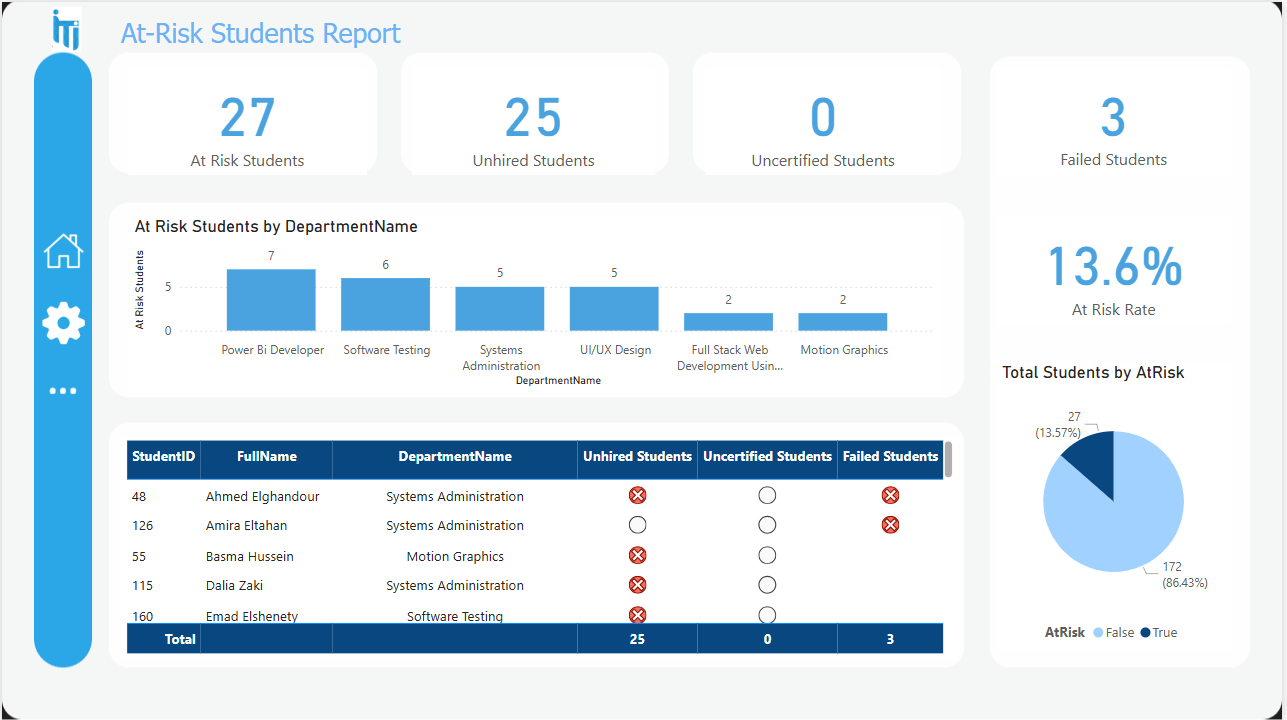 iTi
At-Risk Students Report
27
At Risk Students
25
Unhired Students
0
Uncertified Students
3
Failed Students
13.6%
At Risk Rate
At Risk Students by DepartmentName
At Risk Students
5
0
7
6
5
5
2
2
Power Bi Developer
Software Testing
Systems
Administration
UI/UX Design
Full Stack Web
Development Usin...
Motion Graphics
DepartmentName
Total Students by AtRisk
27
(13.57%)
172
(86.43%)
AtRisk False True
StudentID FullName DepartmentName Unhired Students Uncertified Students Failed Students
48 Ahmed Elghandour Systems Administration
126 Amira Eltahan Systems Administration
55 Basma Hussein Motion Graphics
115 Dalia Zaki Systems Administration
160 Emad Elshenety Software Testing
Total 25 0 3